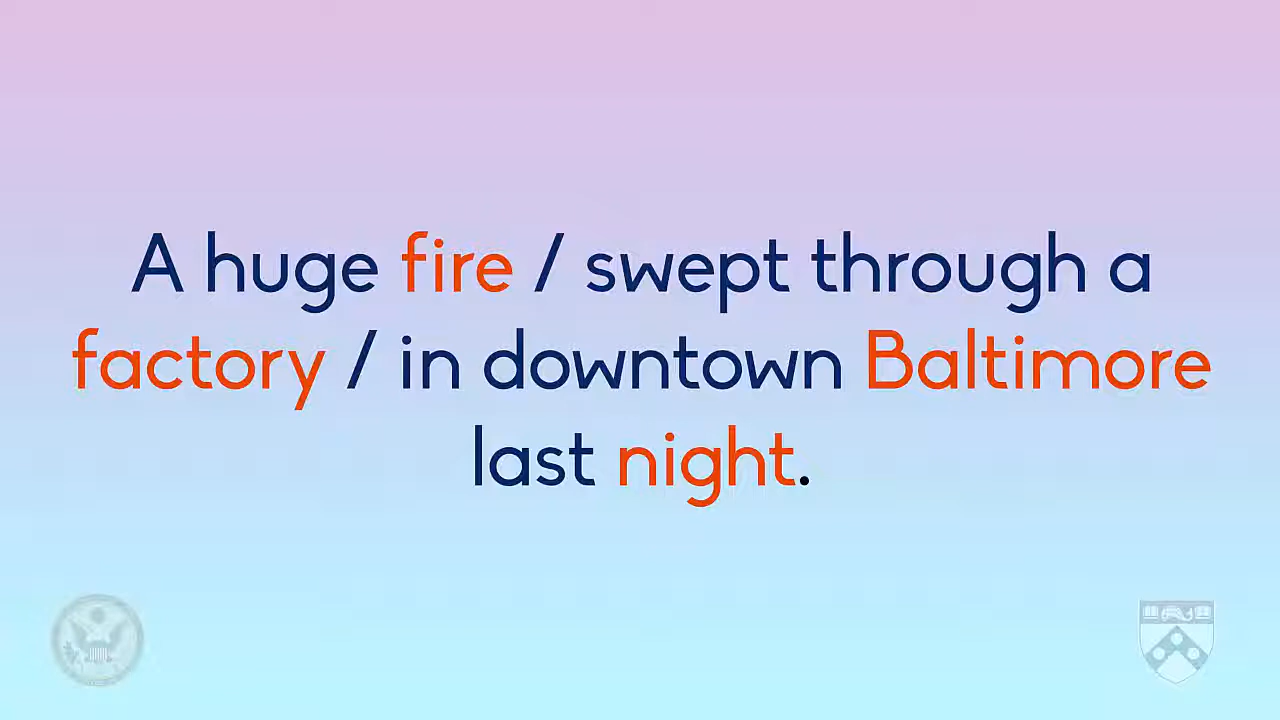 A huge fire / swept through a
factory / in downtown Baltimore
last night.